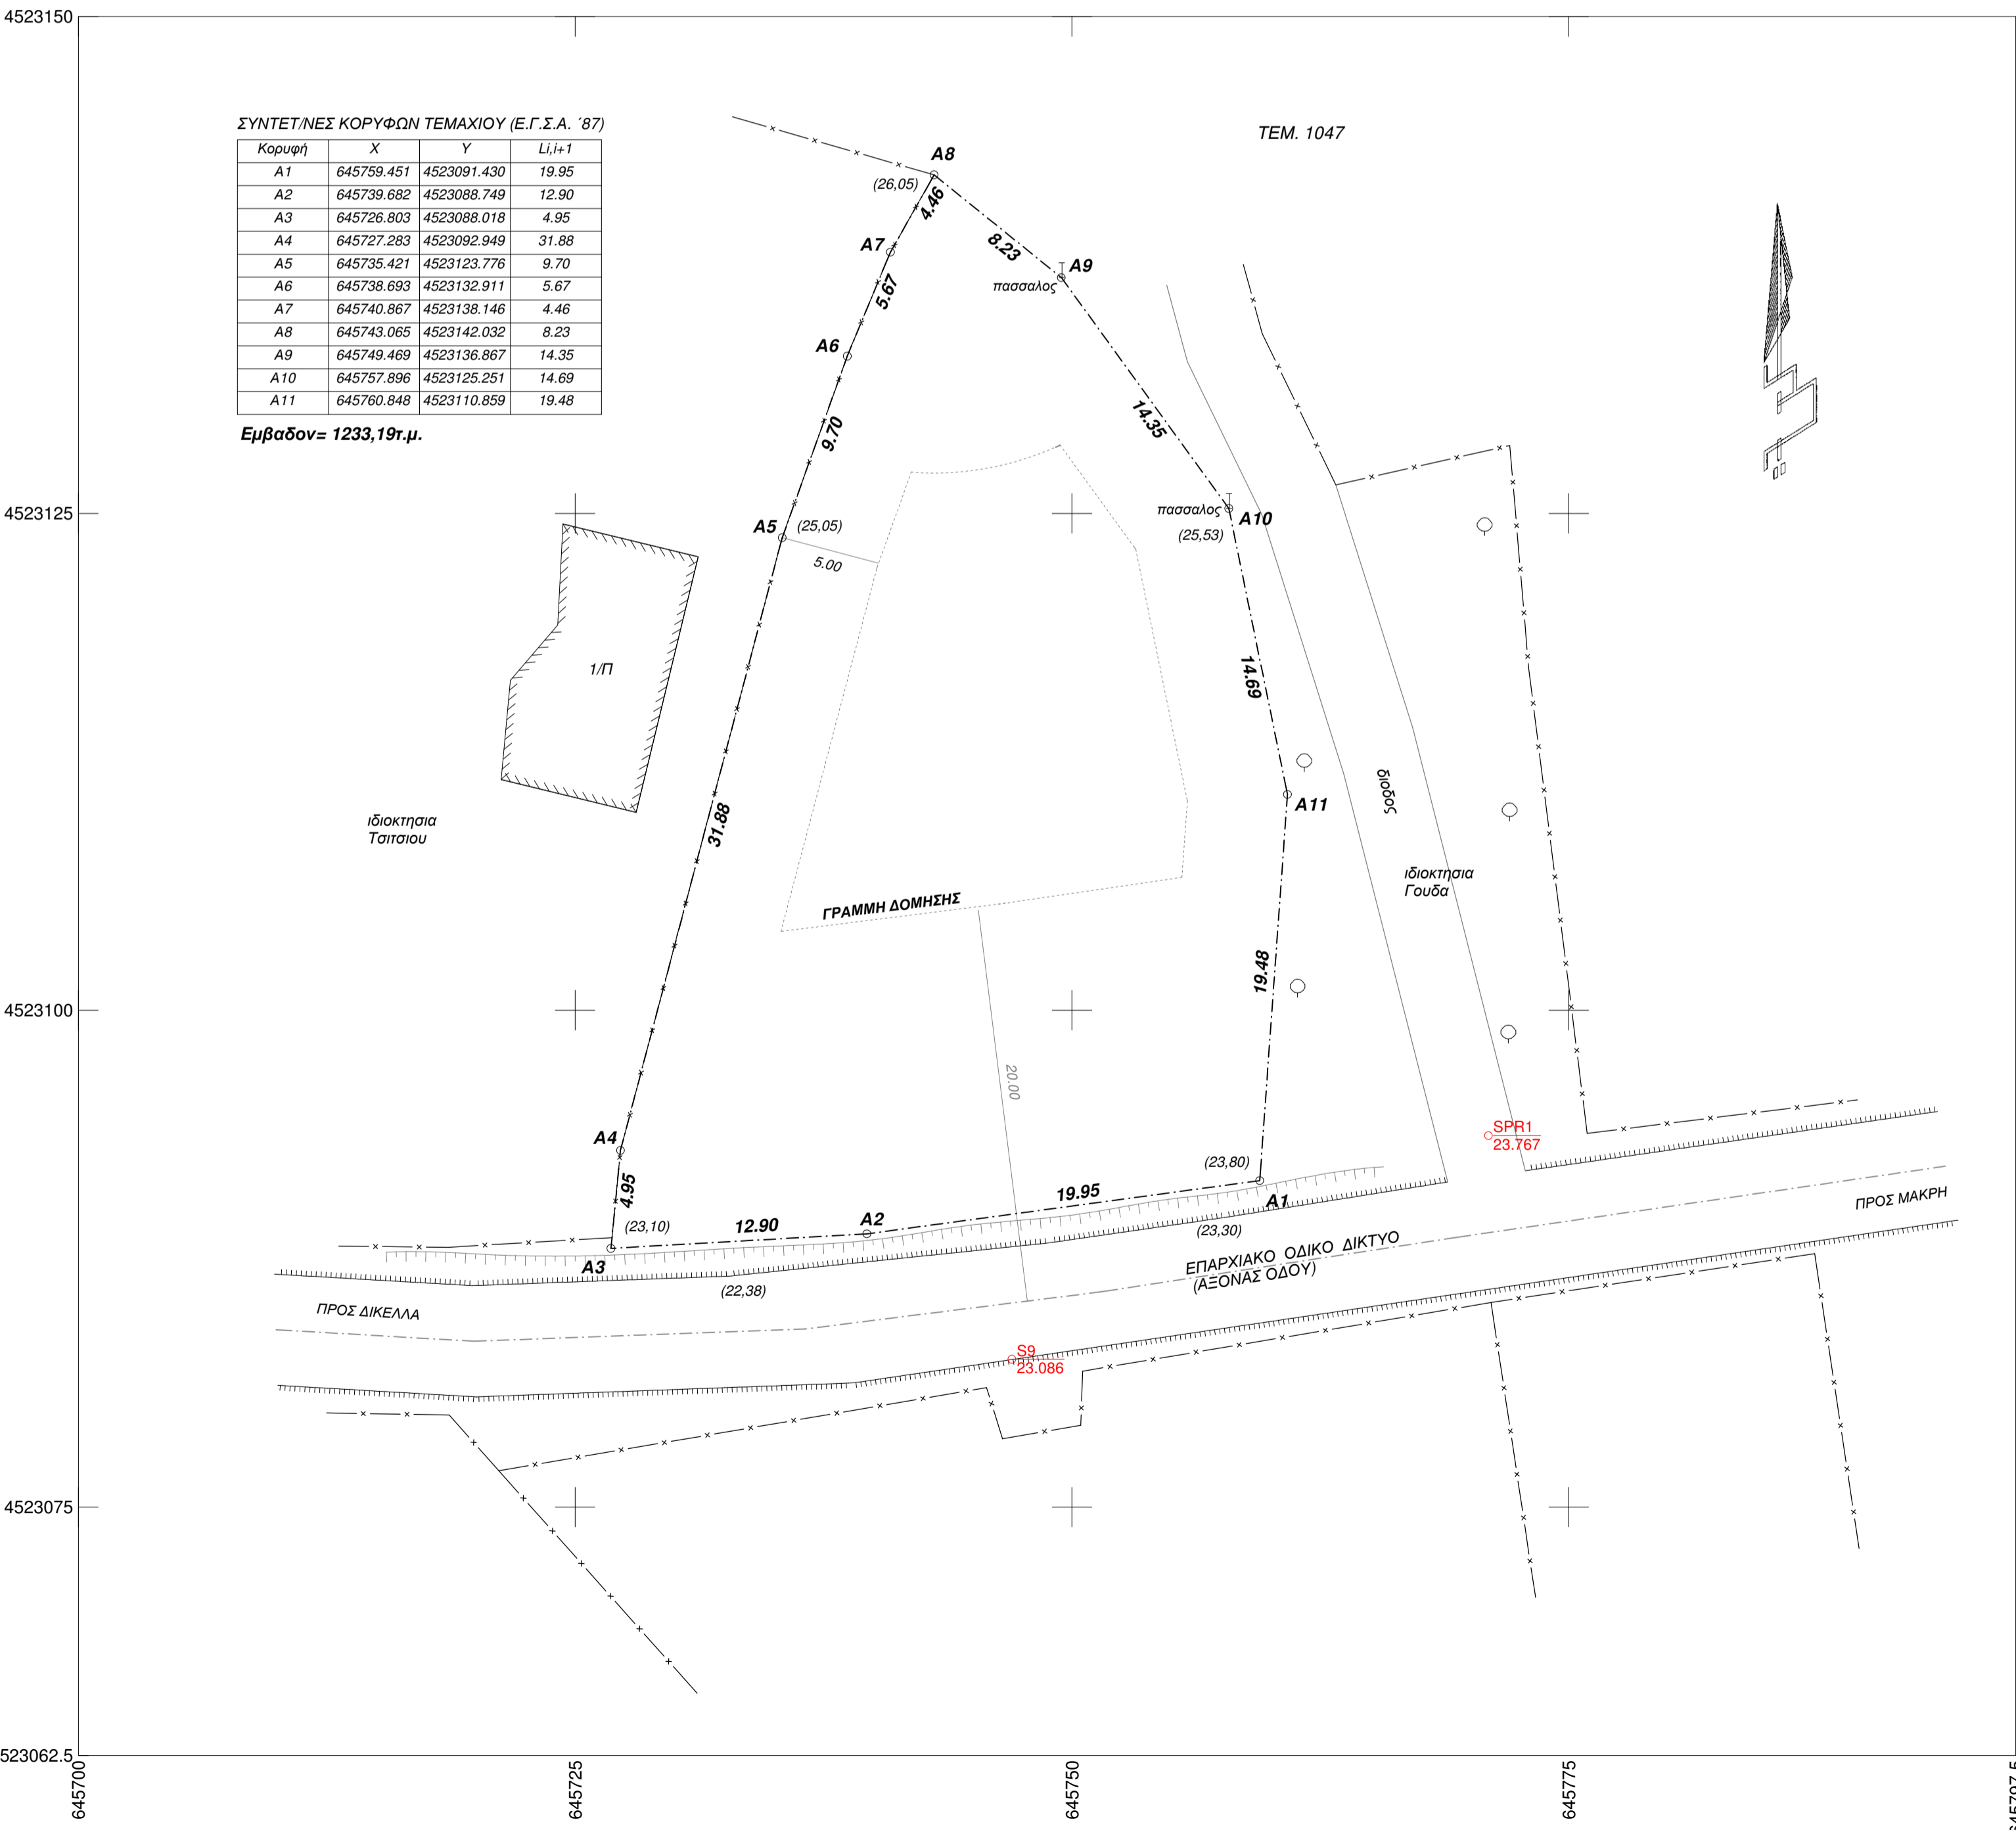 4523150
ΣΥΝΤΕΤ/ΝΕΣ ΚΟΡΥΦΩΝ ΤΕΜΑΧΙΟΥ (Ε.Γ.Σ.Α. ΄87)
Κορυφή X Y Li,i+1
A1 645759.451 4523091.430 19.95
A2 645739.682 4523088.749 12.90
A3 645726.803 4523088.018 4.95
A4 645727.283 4523092.949 31.88
A5 645735.421 4523123.776 9.70
A6 645738.693 4523132.911 5.67
A7 645740.867 4523138.146 4.46
A8 645743.065 4523142.032 8.23
A9 645749.469 4523136.867 14.35
A10 645757.896 4523125.251 14.69
A11 645760.848 4523110.859 19.48
Εμβαδον= 1233,19τ.μ.
ΤΕΜ. 1047
A8
(26,05)
4.46
8.23
A7
A9
πασσαλος
5.67
A6
14.35
9.70
4523125
A5
(25,05)
5.00
πασσαλος
A10
(25,53)
1/Π
14.69
διοδος
A11
31.88
ιδιοκτησια
Τσιτσιου
ιδιοκτησια
Γουδα
ΓΡΑΜΜΗ ΔΟΜΗΣΗΣ
19.48
4523100
20.00
A4
SPR1
23.767
4.95
(23,80)
19.95
A1
(23,10)
12.90
A2
(23,30)
A3
(22,38)
ΠΡΟΣ ΜΑΚΡΗ
ΕΠΑΡΧΙΑΚΟ ΟΔΙΚΟ ΔΙΚΤΥΟ
(ΑΞΟΝΑΣ ΟΔΟΥ)
ΠΡΟΣ ΔΙΚΕΛΛΑ
S9
23.086
4523075
523062.5
645700
645725
645750
645775